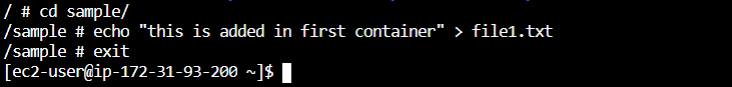 / # cd sample/
/sample # echo "this is added in first container" > file1.txt
/sample # exit
[ec2-user@ip-172-31-93-200 ~]$